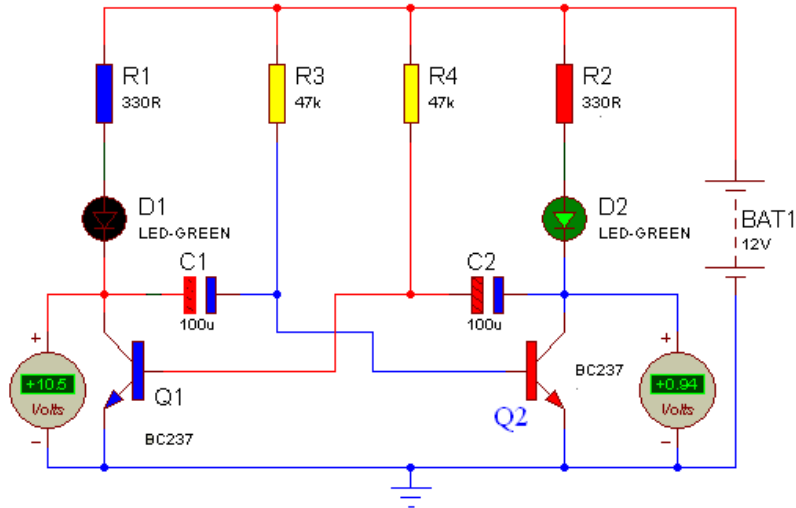 R1
330R
R3
47k
R4
47k
R2
330R
D1
LED-GREEN
D2
LED-GREEN
BAT1
12V
C1
100u
C2
100u
+
+10.5
Volts
−
Q1
BC237
Q2
BC237
+
+0.94
Volts
−